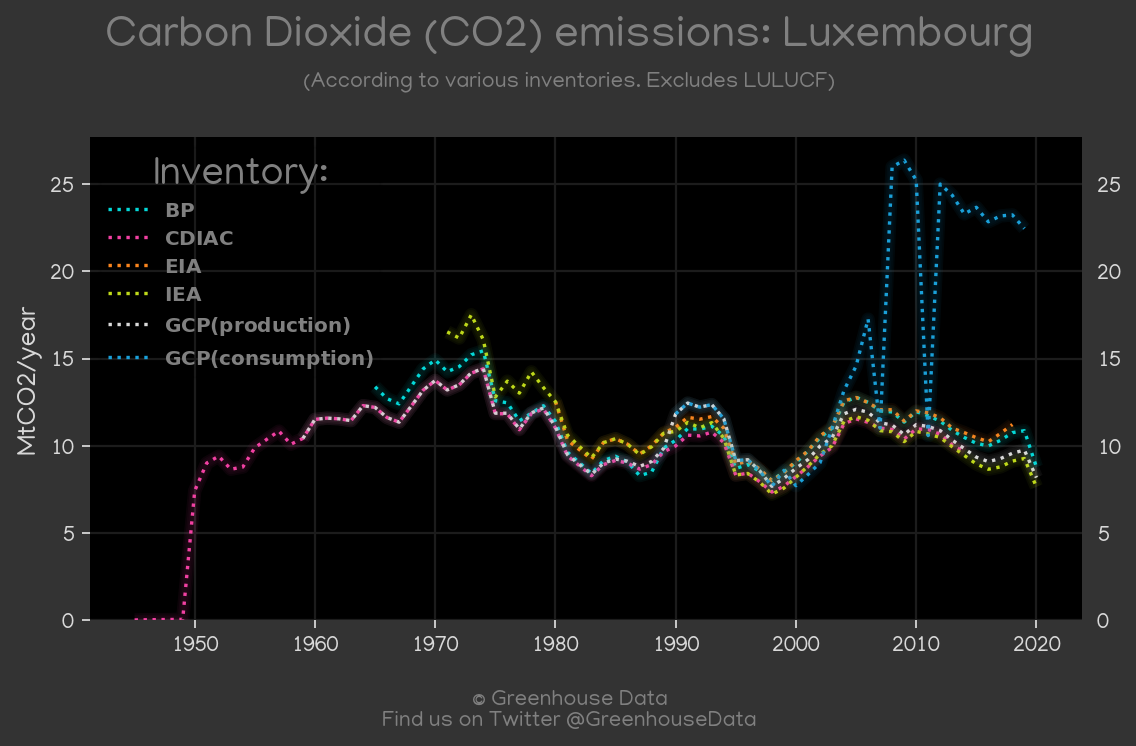 Carbon Dioxide (CO2) emissions: Luxembourg
(According to various inventories. Excludes LULUCF)
Inventory:
BP
CDIAC
EIA
IEA
GCP(production)
GCP(consumption)
MtCO2/year
25
20
15
10
5
0
25
20
15
10
5
0
1950 1960 1970 1980 1990 2000 2010 2020
© Greenhouse Data
Find us on Twitter @GreenhouseData